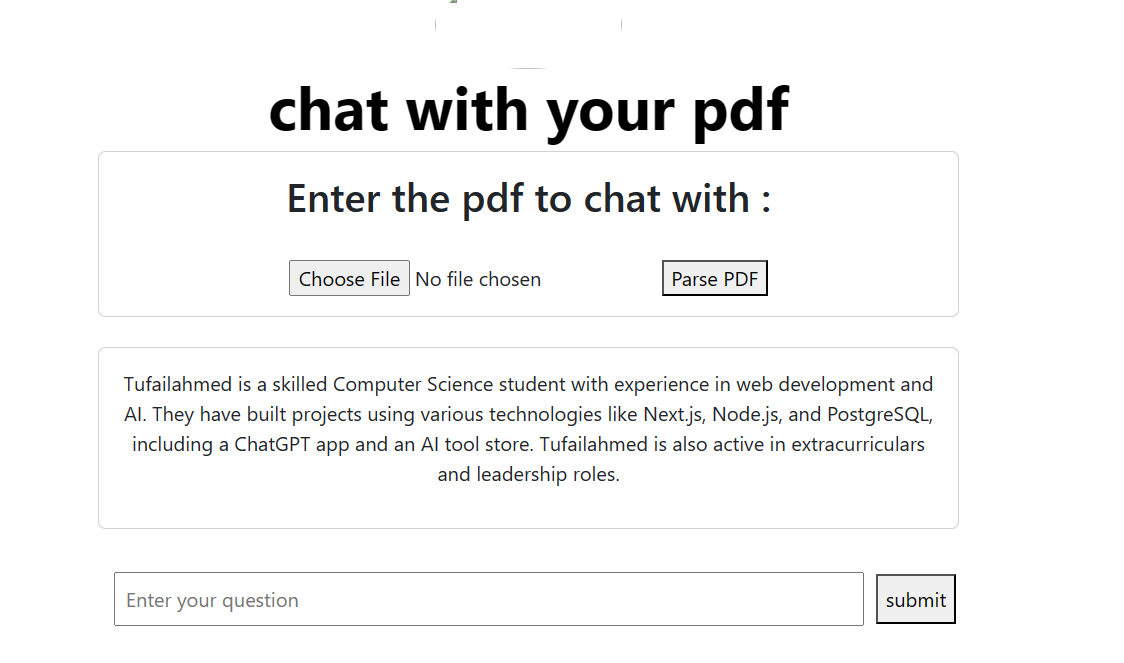 chat with your pdf
Enter the pdf to chat with :
Choose File No file chosen Parse PDF
Tufailahmed is a skilled Computer Science student with experience in web development and
AI. They have built projects using various technologies like Next.js, Node.js, and PostgreSQL,
including a ChatGPT app and an AI tool store. Tufailahmed is also active in extracurriculars
and leadership roles.
Enter your question submit